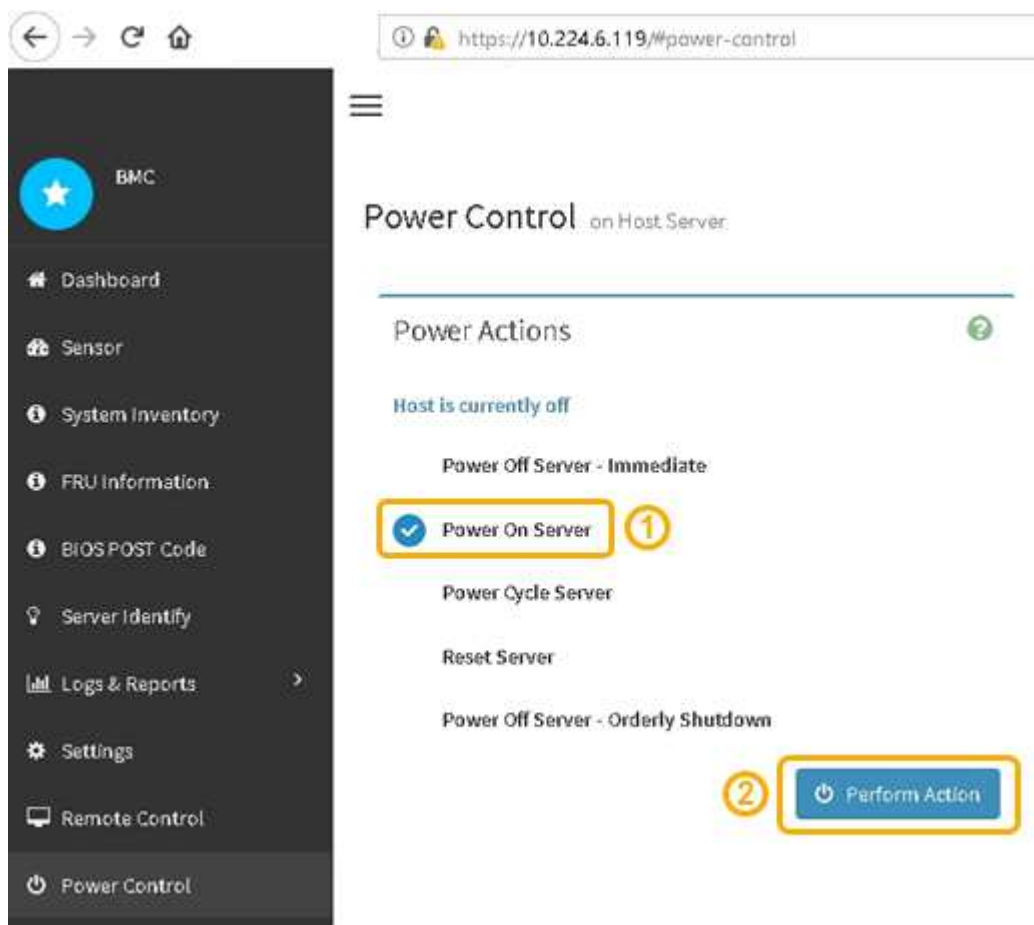 https://10.224.6.119/#power-control
BMC
Dashboard
Sensor
System Inventory
FRU Information
BIOS POST Code
Server Identify
Logs & Reports
Settings
Remote Control
Power Control
Power Control on Host Server
Power Actions
Host is currently off
Power Off Server - Immediate
Power On Server 1
Power Cycle Server
Reset Server
Power Off Server - Orderly Shutdown
2 Perform Action